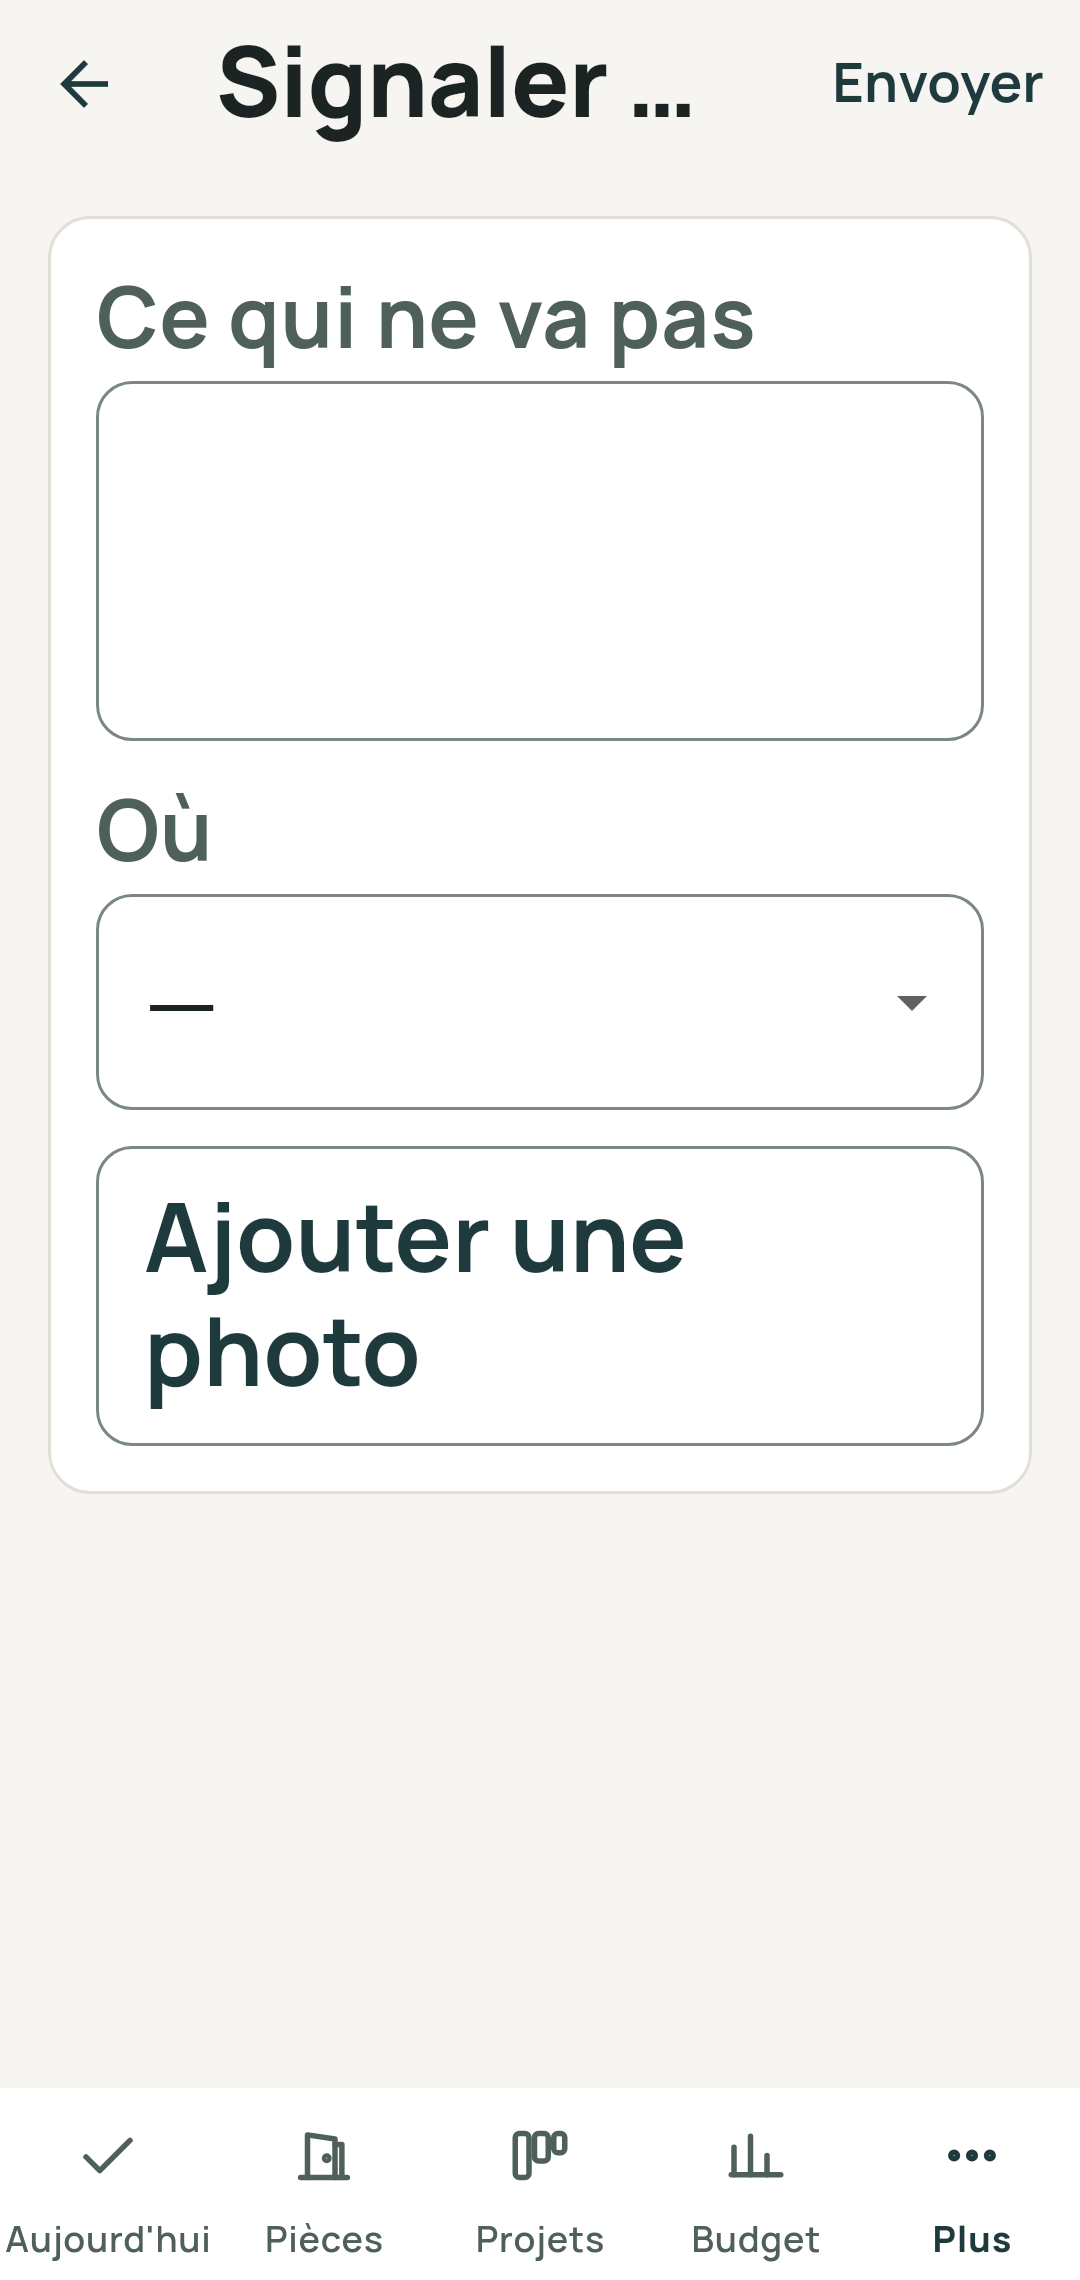 Signaler ...
Envoyer
Ce qui ne va pas
Où
—
Ajouter une
photo
Aujourd'hui
Pièces
Projets
Budget
Plus